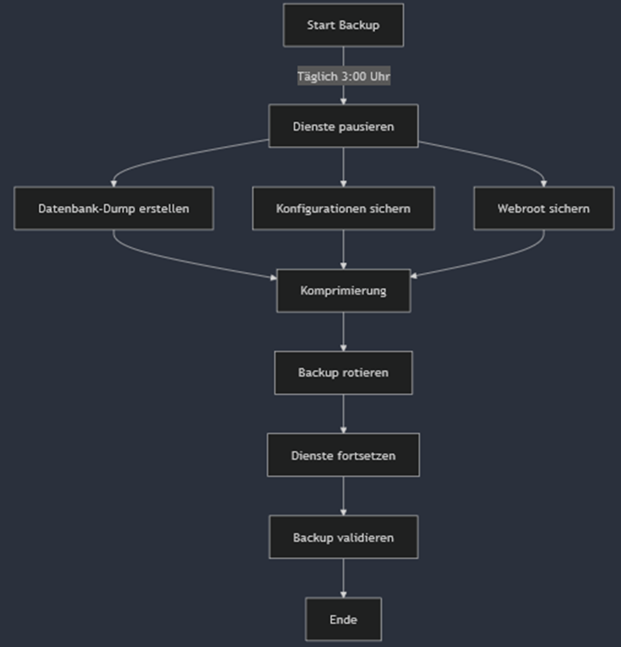 Start Backup
Täglich 3:00 Uhr
Dienste pausieren
Datenbank-Dump erstellen
Konfigurationen sichern
Webroot sichern
Komprimierung
Backup rotieren
Dienste fortsetzen
Backup validieren
Ende